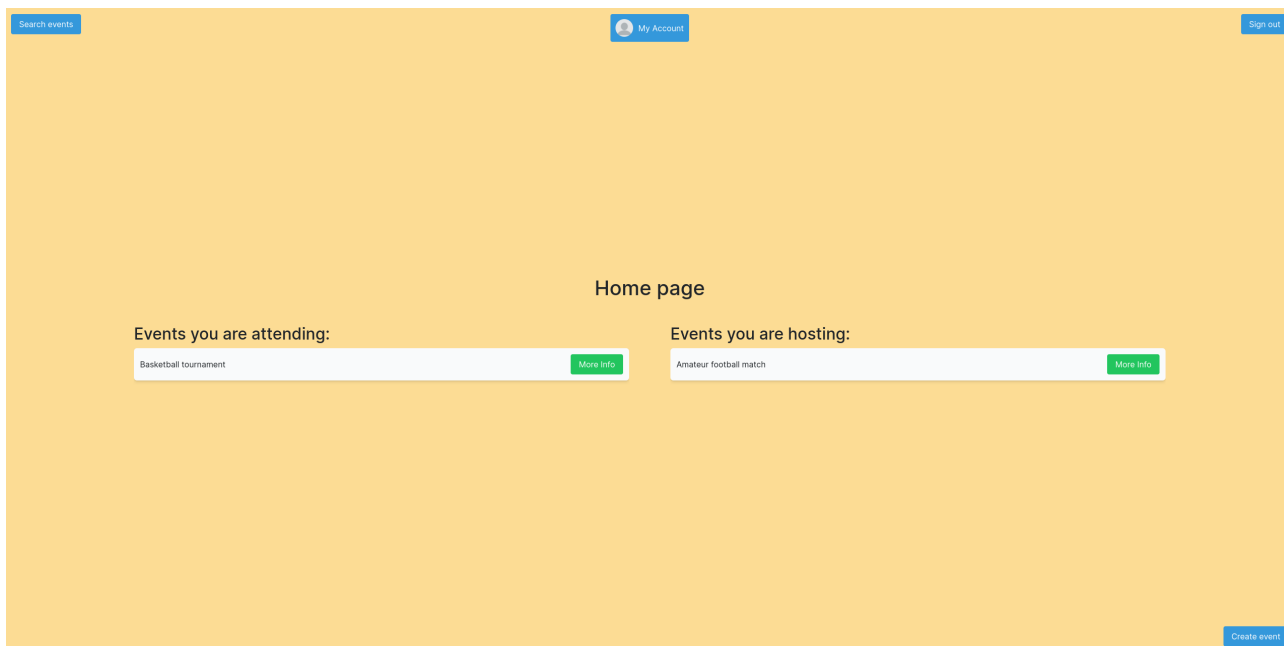 Search events
My Account
Sign out
Home page
Events you are attending:
Basketball tournament
More Info
Events you are hosting:
Amateur football match
More Info
Create event